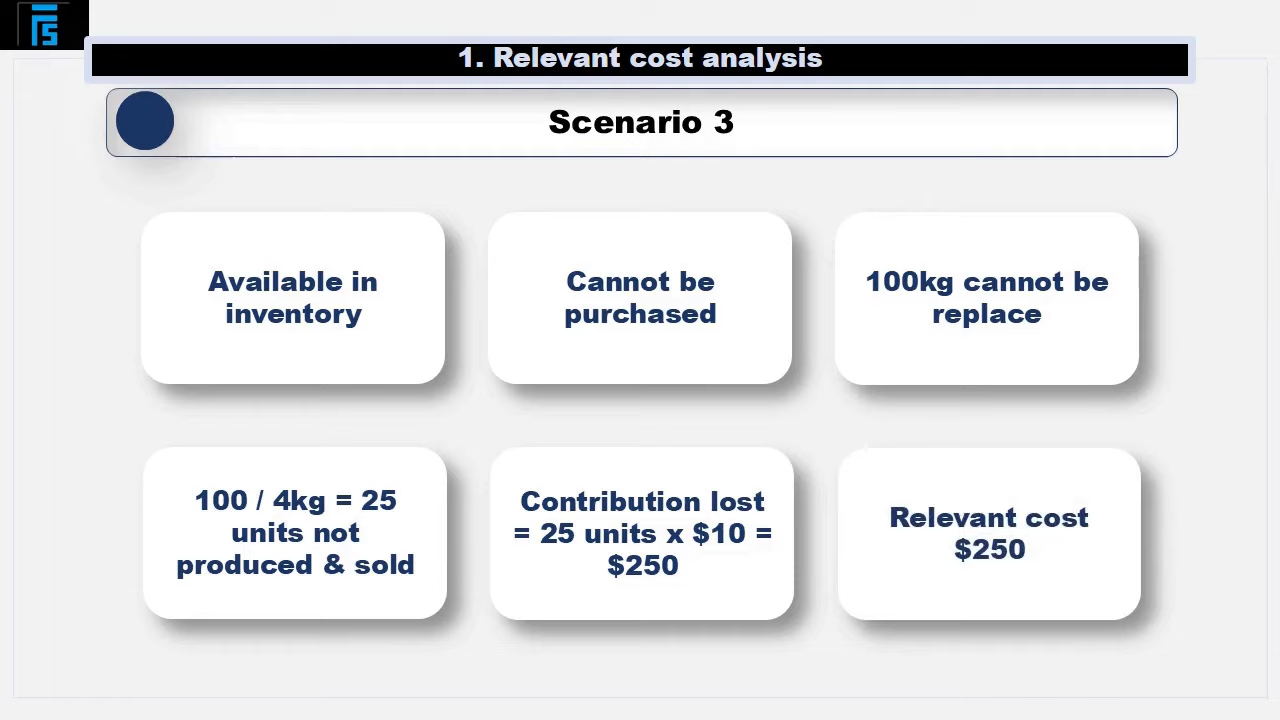 FS
1. Relevant cost analysis
Scenario 3
Available in
inventory
Cannot be
purchased
100kg cannot be
replace
100 / 4kg = 25
units not
produced & sold
Contribution lost
= 25 units x $10 =
$250
Relevant cost
$250